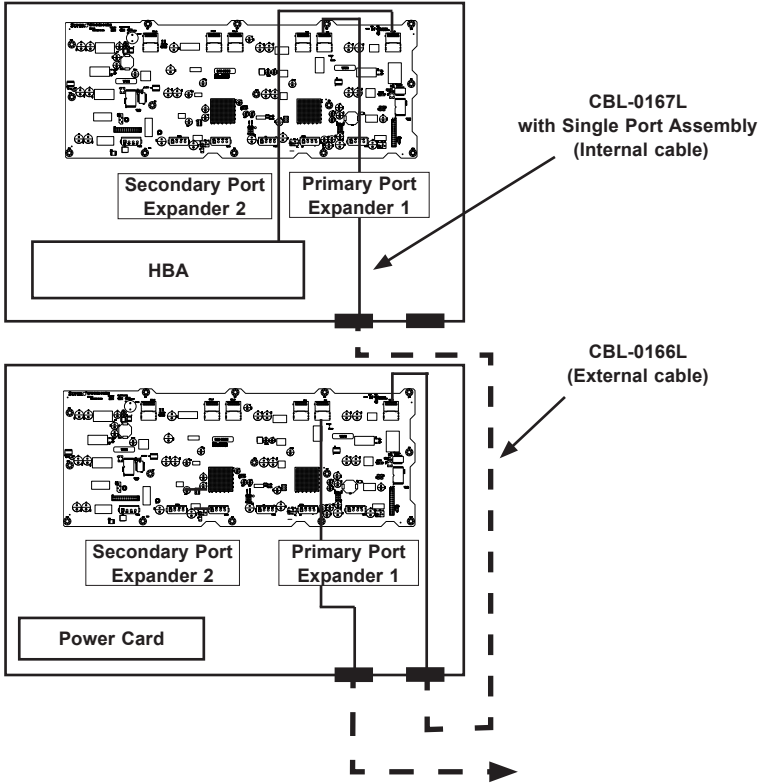 CBL-0167L
with Single Port Assembly
(Internal cable)
Secondary Port
Expander 2
Primary Port
Expander 1
HBA
CBL-0166L
(External cable)
Secondary Port
Expander 2
Primary Port
Expander 1
Power Card